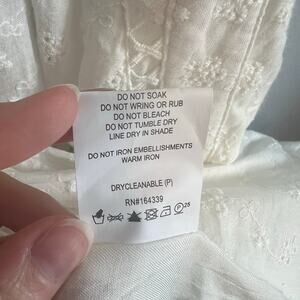 DO NOT SOAK
DO NOT WRING OR RUB
DO NOT BLEACH
DO NOT TUMBLE DRY
LINE DRY IN SHADE
DO NOT IRON EMBELLISHMENTS
WARM IRON
DRYCLEANABLE (P)
RN#164339
P 25